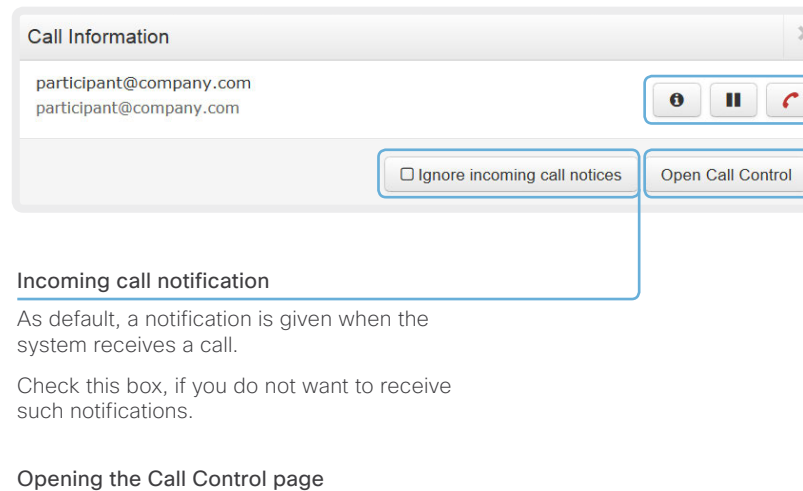 Call Information
participant@company.com
participant@company.com
Ignore incoming call notices
Open Call Control
Incoming call notification
As default, a notification is given when the
system receives a call.
Check this box, if you do not want to receive
such notifications.
Opening the Call Control page